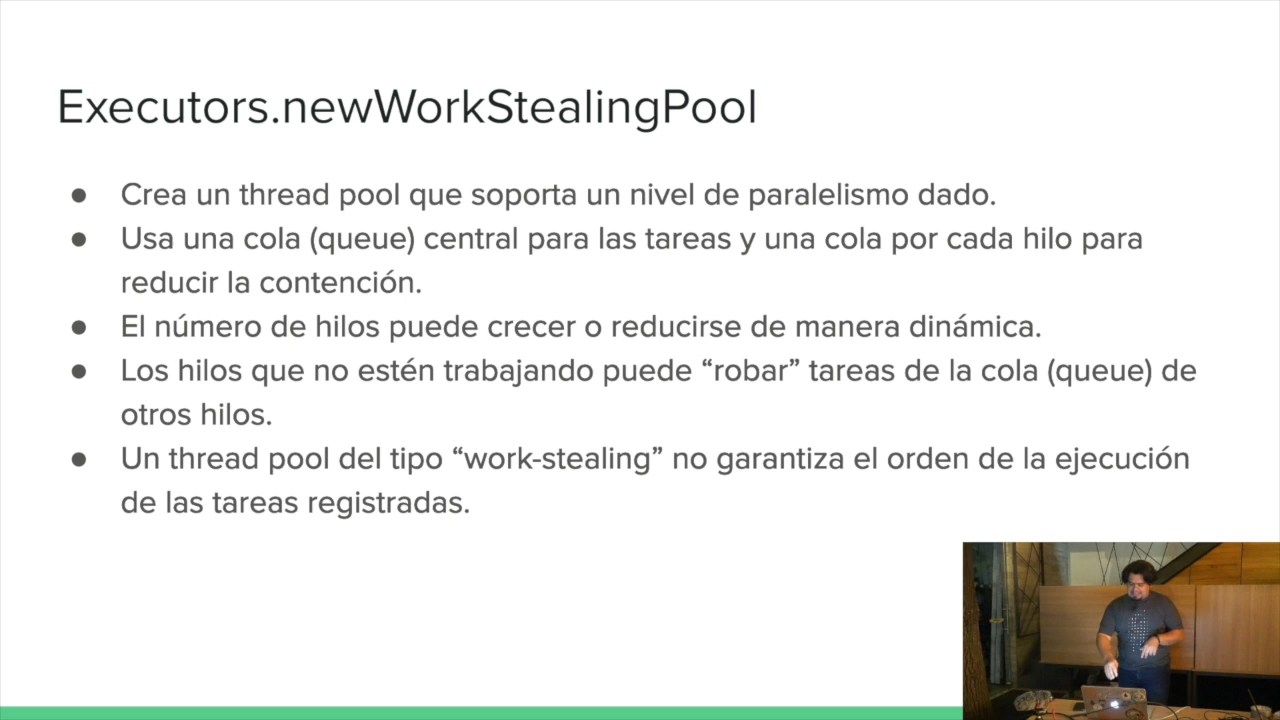 Executors.newWorkStealingPool
● Crea un thread pool que soporta un nivel de paralelismo dado.
● Usa una cola (queue) central para las tareas y una cola por cada hilo para
reducir la contención.
● El número de hilos puede crecer o reducirse de manera dinámica.
● Los hilos que no estén trabajando puede “robar” tareas de la cola (queue) de
otros hilos.
● Un thread pool del tipo “work-stealing” no garantiza el orden de la ejecución
de las tareas registradas.